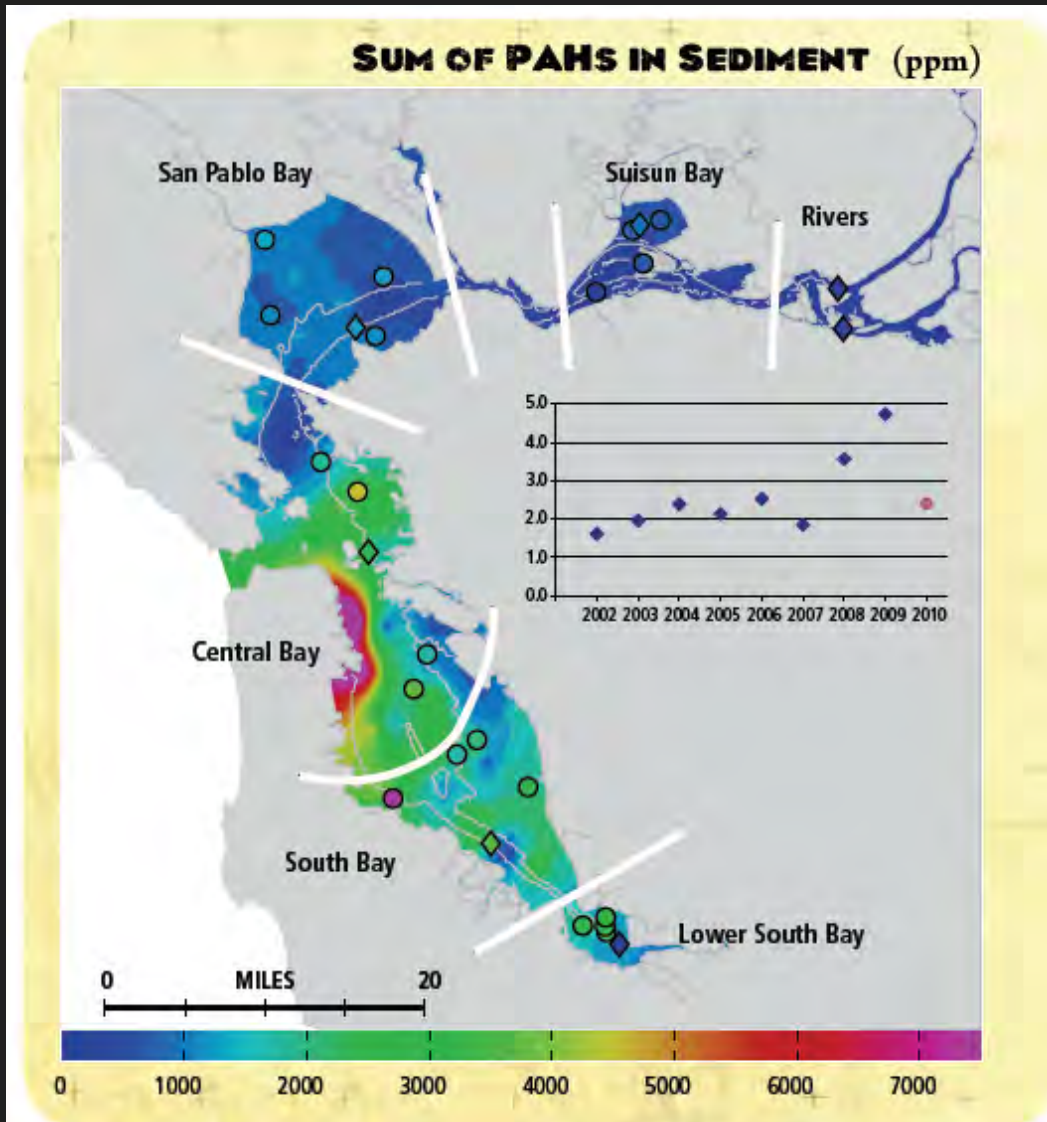 SUM OF PAHS IN SEDIMENT (ppm)
San Pablo Bay
Suisun Bay
Rivers
5.0
4.0
3.0
2.0
1.0
0.0
2002 2003 2004 2005 2006 2007 2008 2009 2010
Central Bay
South Bay
Lower South Bay
0 MILES 20
0 1000 2000 3000 4000 5000 6000 7000